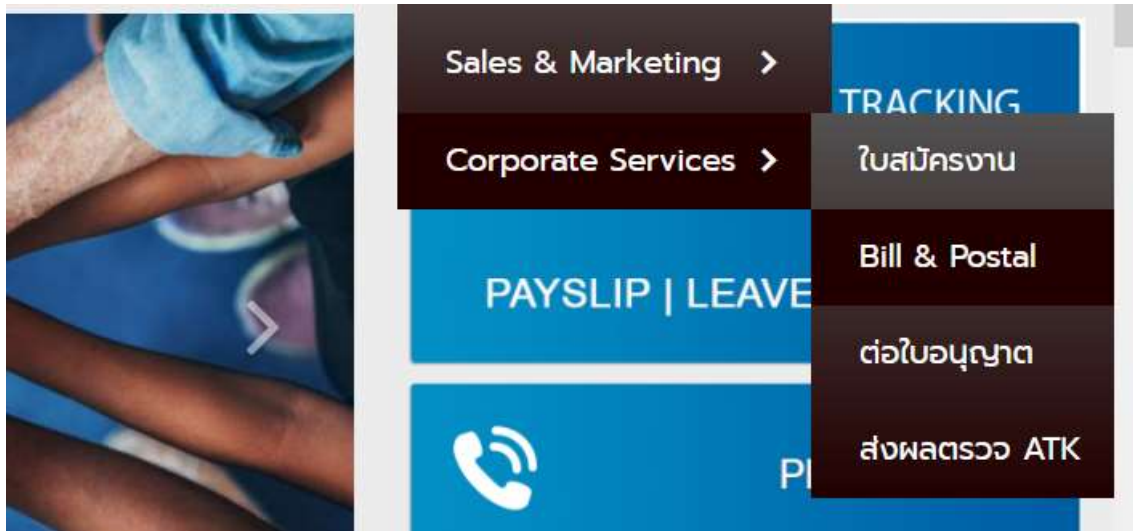 Sales & Marketing
TRACKING
Corporate Services
ใบสมัครงาน
Bill & Postal
PAYSLIP | LEAVE
ต่อใบอนุญาต
ส่งผลตรวจ ATK